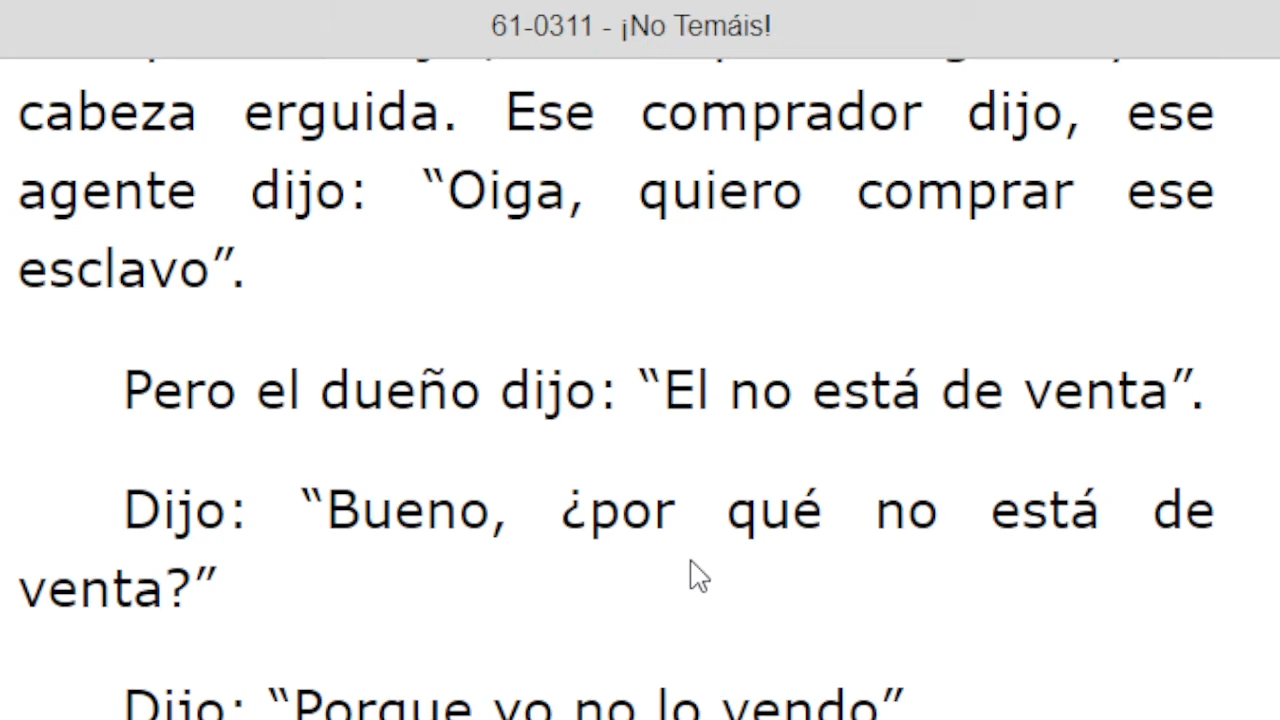 61-0311 - ¡No Temáis!
cabeza erguida. Ese comprador dijo, ese
agente dijo: “Oiga, quiero comprar ese
esclavo”.
Pero el dueño dijo: “El no está de venta”.
Dijo: “Bueno, ¿por qué no está de
venta?”
Dijo: “Porque yo no lo vendo”